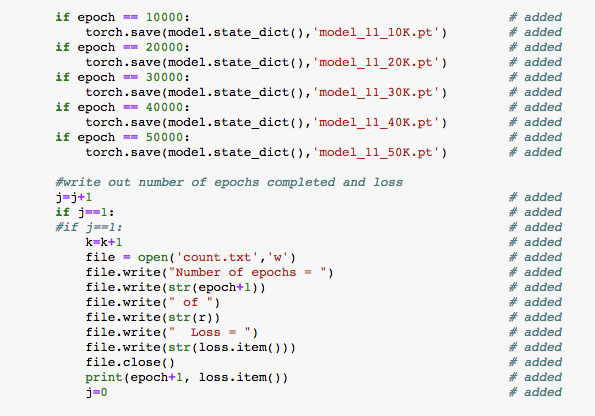 if epoch == 10000: # added
torch.save(model.state_dict(),'model_11_10K.pt') # added
if epoch == 20000: # added
torch.save(model.state_dict(),'model_11_20K.pt') # added
if epoch == 30000: # added
torch.save(model.state_dict(),'model_11_30K.pt') # added
if epoch == 40000: # added
torch.save(model.state_dict(),'model_11_40K.pt') # added
if epoch == 50000: # added
torch.save(model.state_dict(),'model_11_50K.pt') # added
#write out number of epochs completed and loss
j=j+1 # added
if j==1: # added
#if j==1: # added
k=k+1 # added
file = open('count.txt','w') # added
file.write("Number of epochs = ") # added
file.write(str(epoch+1)) # added
file.write(" of ") # added
file.write(str(r)) # added
file.write("  Loss = ") # added
file.write(str(loss.item())) # added
file.close() # added
print(epoch+1, loss.item()) # added
j=0 # added